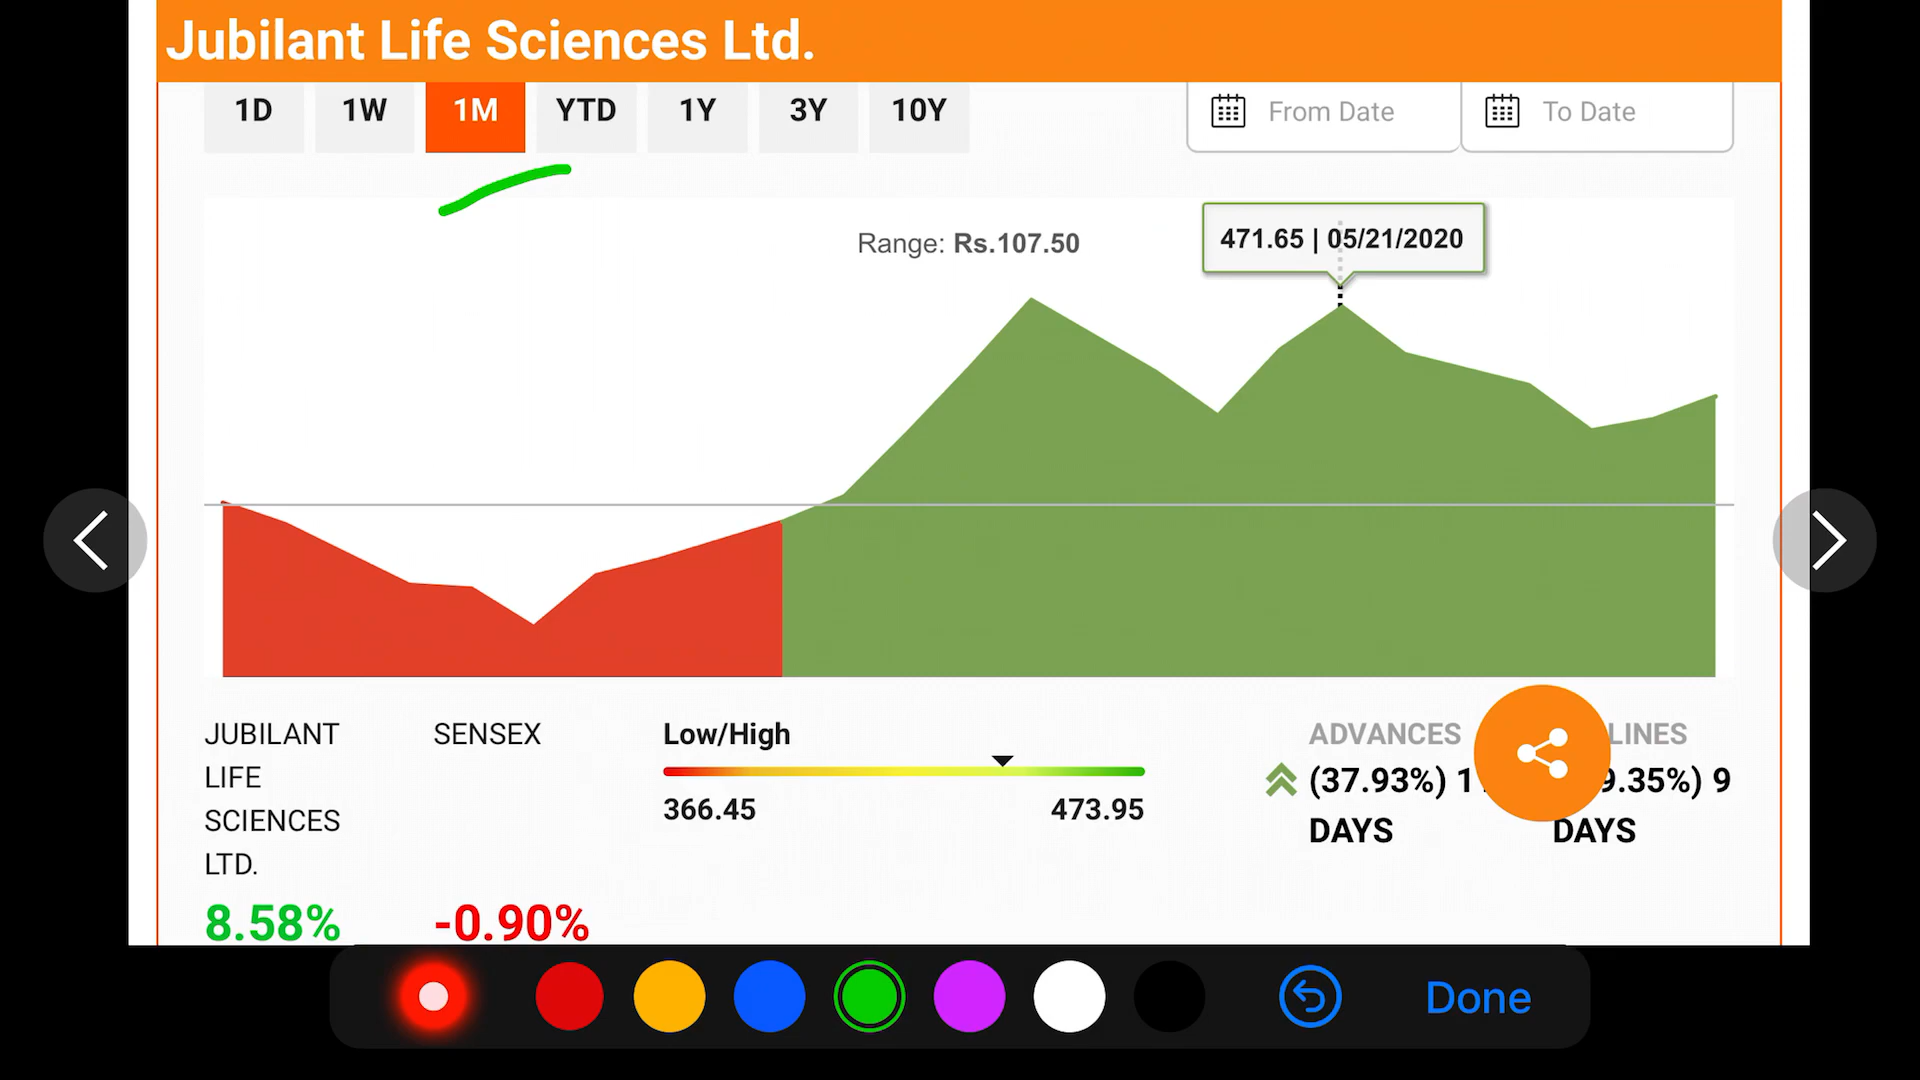 Jubilant Life Sciences Ltd.
1D 1W 1M YTD 1Y 3Y 10Y From Date To Date
Range: Rs.107.50
471.65 | 05/21/2020
JUBILANT
LIFE
SCIENCES
LTD.
8.58%
SENSEX
-0.90%
Low/High
366.45 473.95
ADVANCES
(37.93%) 1
DAYS
LINES
9.35%) 9
DAYS
Done